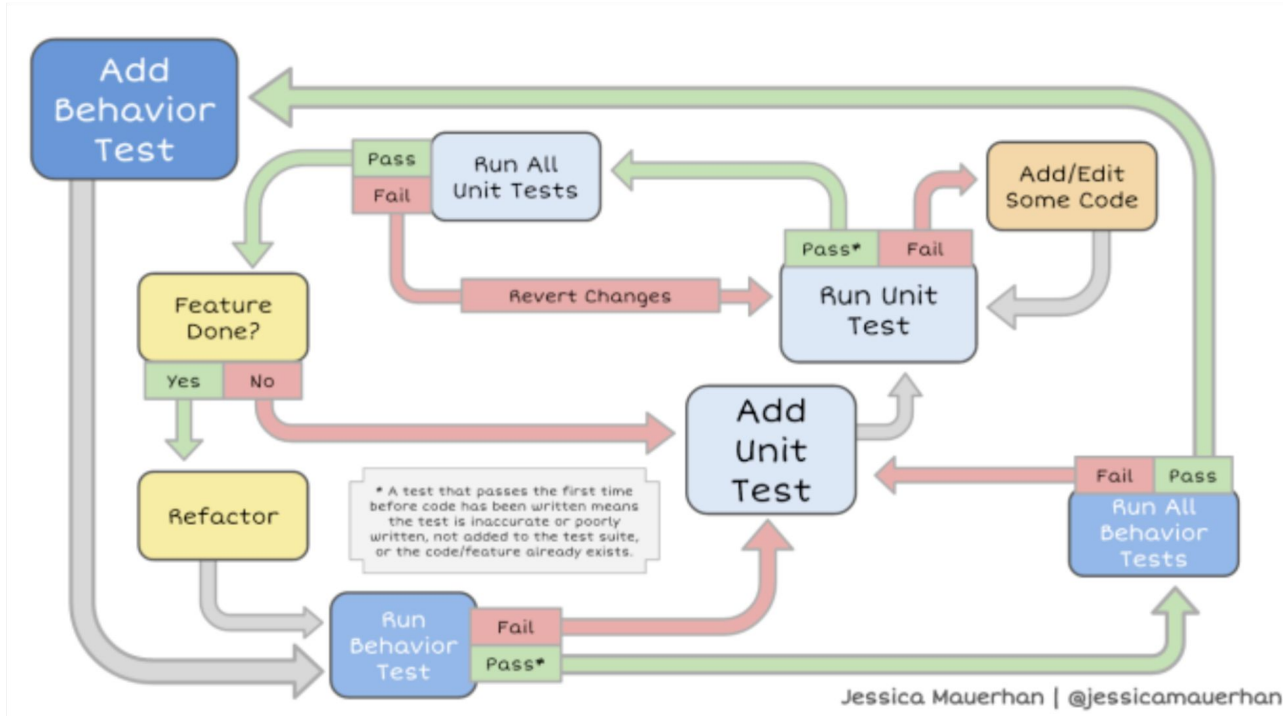 Add
Behavior
Test
Pass
Fail
Run All
Unit Tests
Add/Edit
Some Code
Pass*
Fail
Run Unit
Test
Revert Changes
Feature
Done?
Yes
No
Add
Unit
Test
Fail
Pass
Run All
Behavior
Tests
Refactor
* A test that passes the first time
before code has been written means
the test is inaccurate or poorly
written, not added to the test suite,
or the code/feature already exists.
Run
Behavior
Test
Fail
Pass*
Jessica Mauerhan | @jessicamauerhan